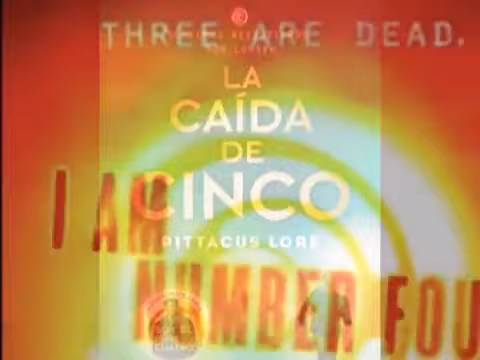 THREE ARE DEAD.
LA
CAÍDA
DE
CINCO
PITTACUS LORE
I AM
NUMBER FOU